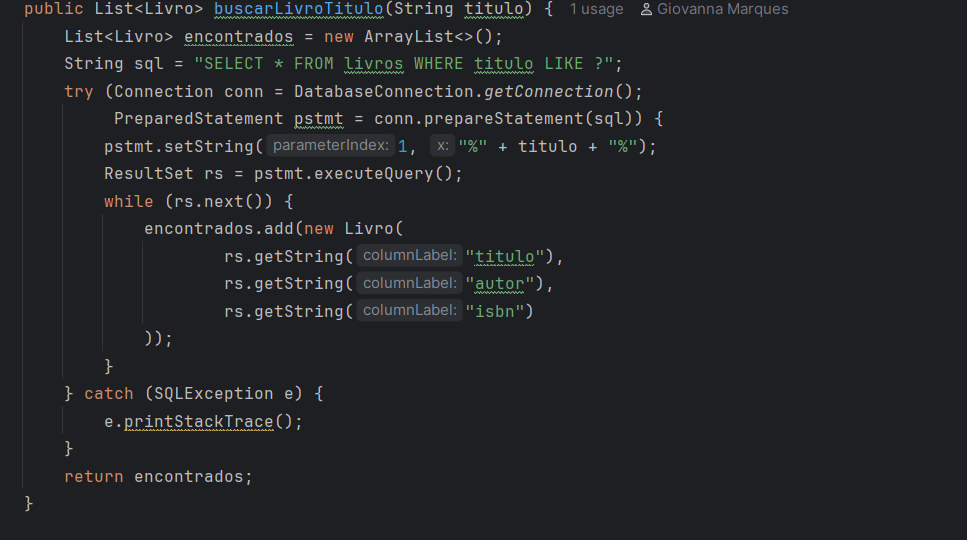 public List<Livro> buscarLivroTitulo(String titulo) { 1 usage Giovanna Marques
List<Livro> encontrados = new ArrayList<>();
String sql = "SELECT * FROM livros WHERE titulo LIKE ?";
try (Connection conn = DatabaseConnection.getConnection();
PreparedStatement pstmt = conn.prepareStatement(sql)) {
pstmt.setString( parameterIndex: 1, x: "%" + titulo + "%");
ResultSet rs = pstmt.executeQuery();
while (rs.next()) {
encontrados.add(new Livro(
rs.getString( columnLabel: "titulo"),
rs.getString( columnLabel: "autor"),
rs.getString( columnLabel: "isbn")
));
}
} catch (SQLException e) {
e.printStackTrace();
}
return encontrados;
}